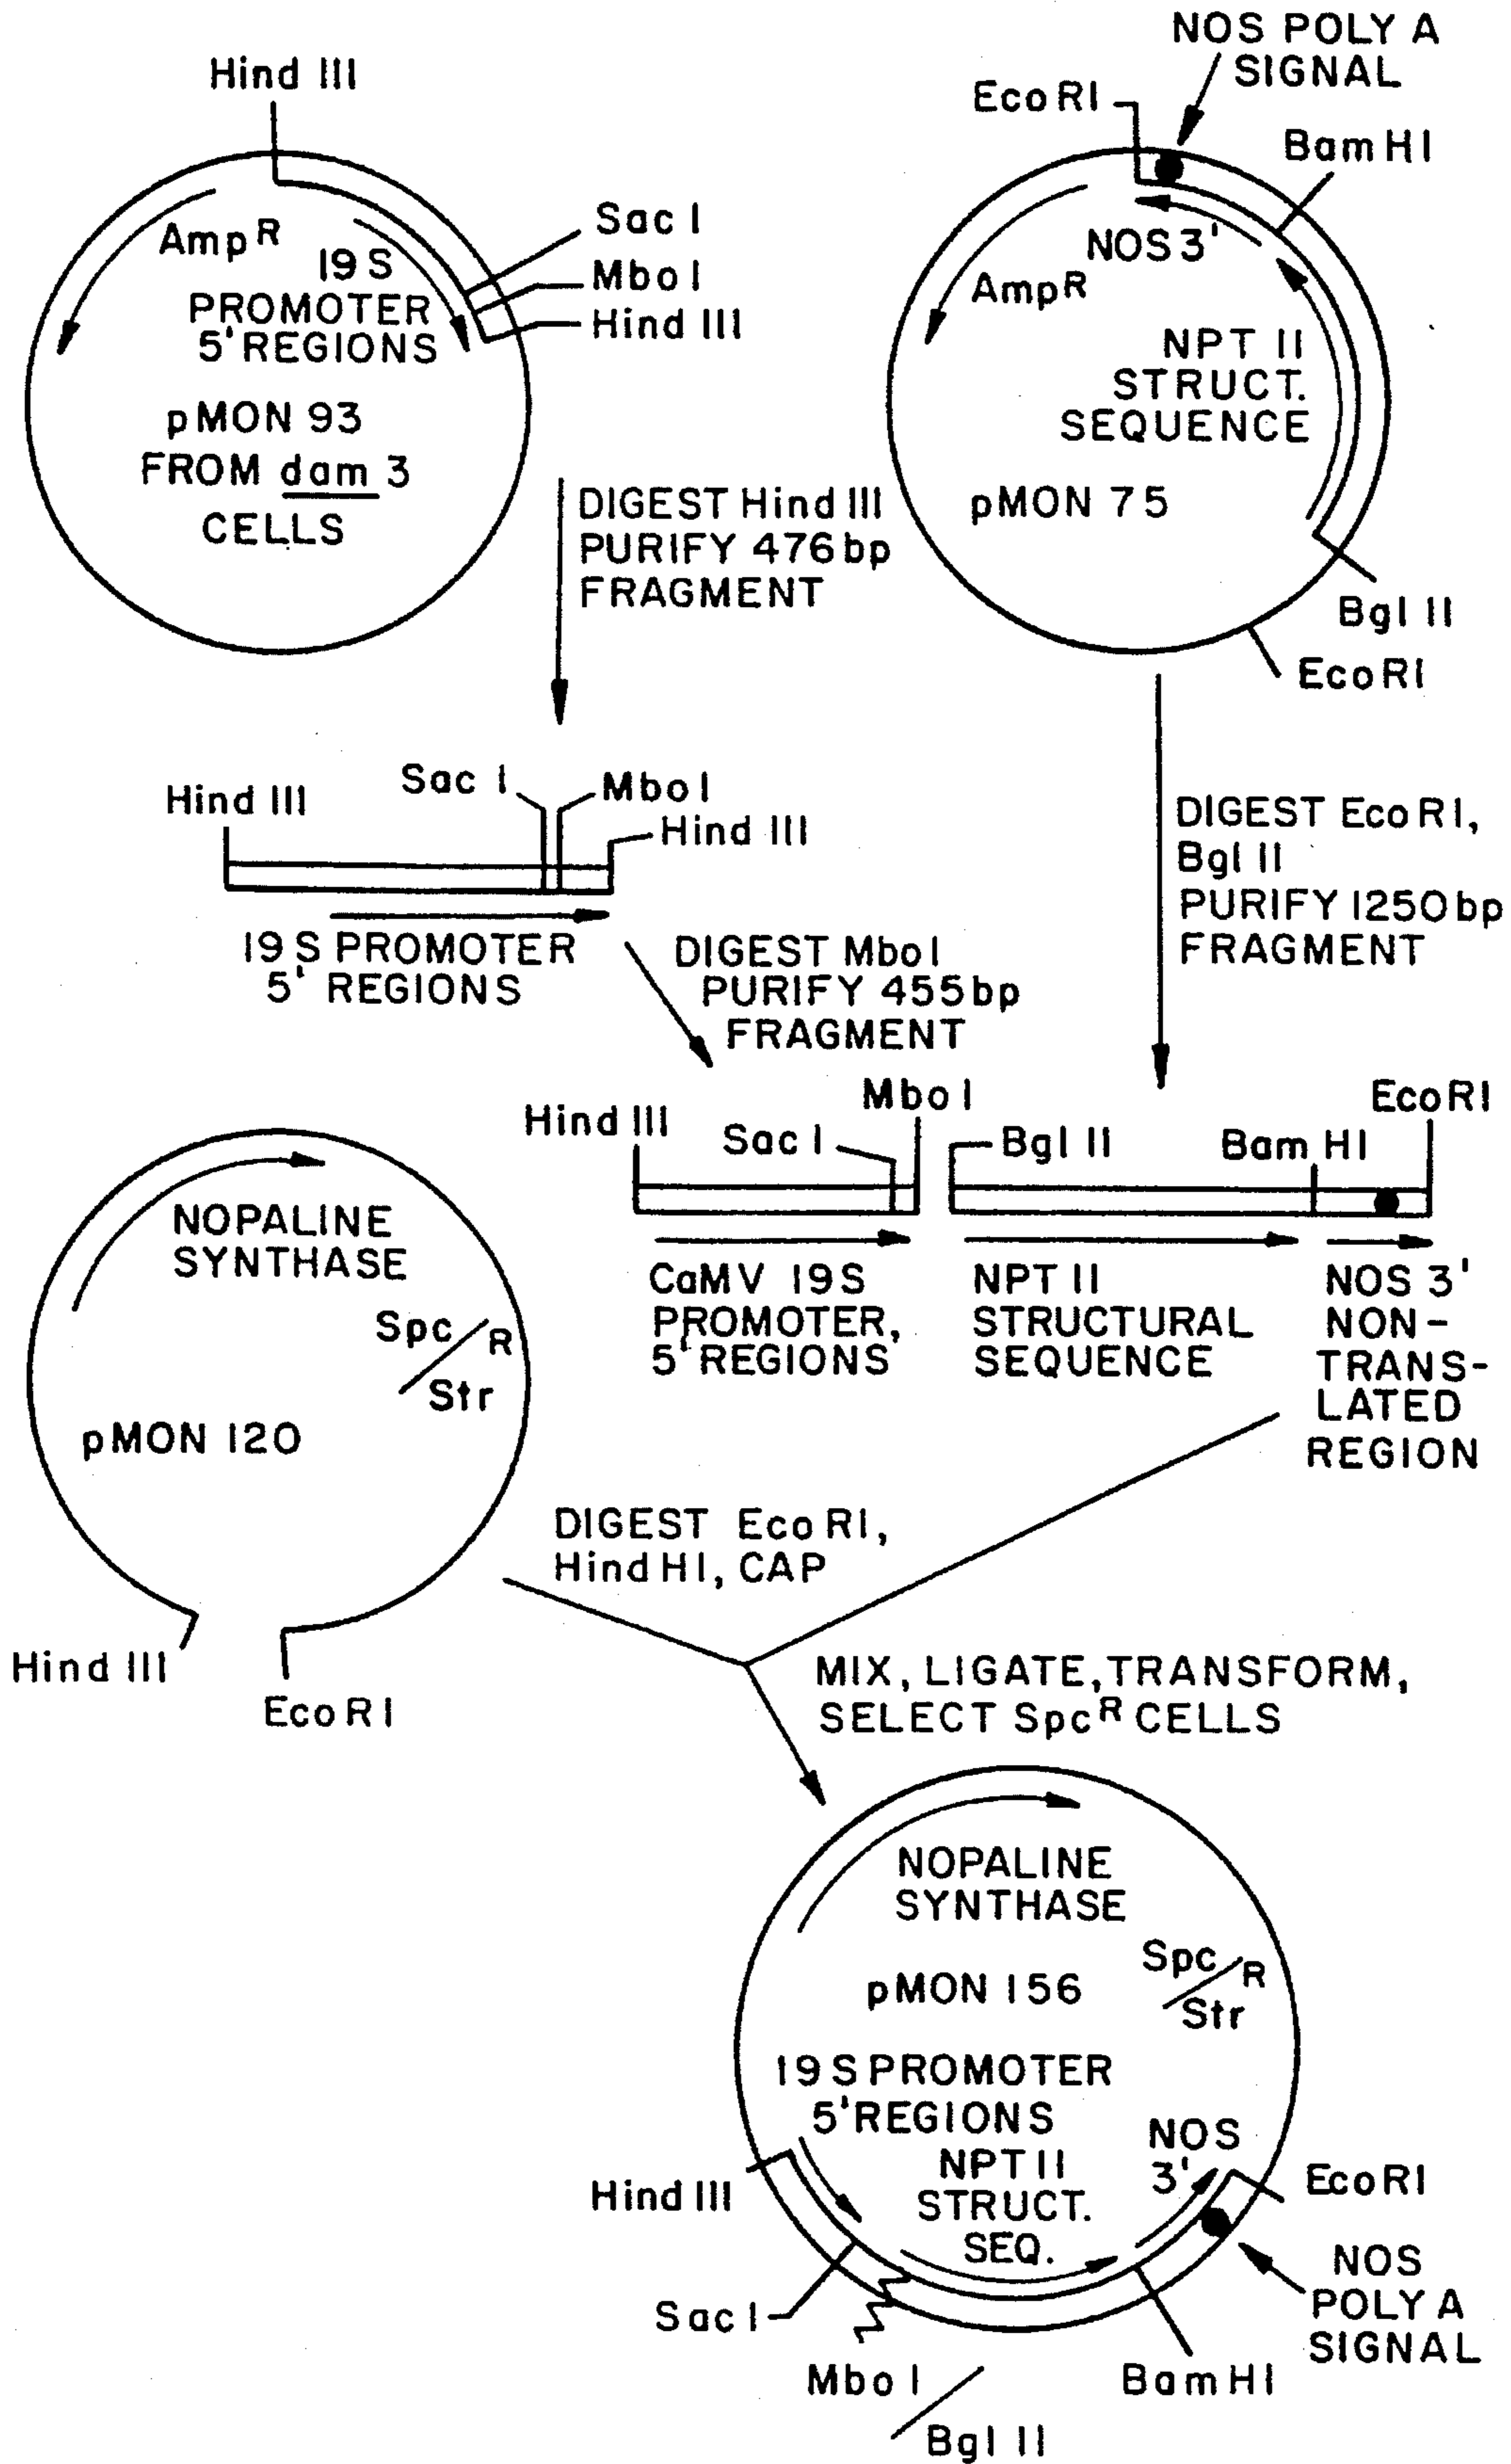 Hind III
Amp R
19 S
PROMOTER
5' REGIONS
Sac I
Mbo I
Hind III
pMON 93
FROM dam 3
CELLS
NOS POLY A
SIGNAL
Eco RI
Bam HI
NOS 3'
Amp R
NPT II
STRUCT.
SEQUENCE
pMON 75
Bgl II
Eco RI
DIGEST Hind III
PURIFY 476 bp
FRAGMENT
Hind III
Sac I
Mbo I
Hind III
19 S PROMOTER
5' REGIONS
DIGEST Mbo I
PURIFY 455 bp
FRAGMENT
DIGEST Eco RI,
Bgl II
PURIFY 1250 bp
FRAGMENT
Hind III
Sac I
Mbo I
Bgl II
Bam HI
Eco RI
CaMV 19S
PROMOTER,
5' REGIONS
NPT II
STRUCTURAL
SEQUENCE
NOS 3'
NON-
TRANS-
LATED
REGION
NOPALINE
SYNTHASE
Spc/R
Str
pMON 120
Hind III
Eco RI
DIGEST Eco RI,
Hind HI, CAP
MIX, LIGATE, TRANSFORM,
SELECT Spc R CELLS
NOPALINE
SYNTHASE
pMON 156
Spc/R
Str
19 S PROMOTER
5' REGIONS
NPT II
STRUCT.
SEQ.
NOS
3'
Hind III
Sac I
Mbo I
Bgl II
Bam HI
Eco RI
NOS
POLY A
SIGNAL